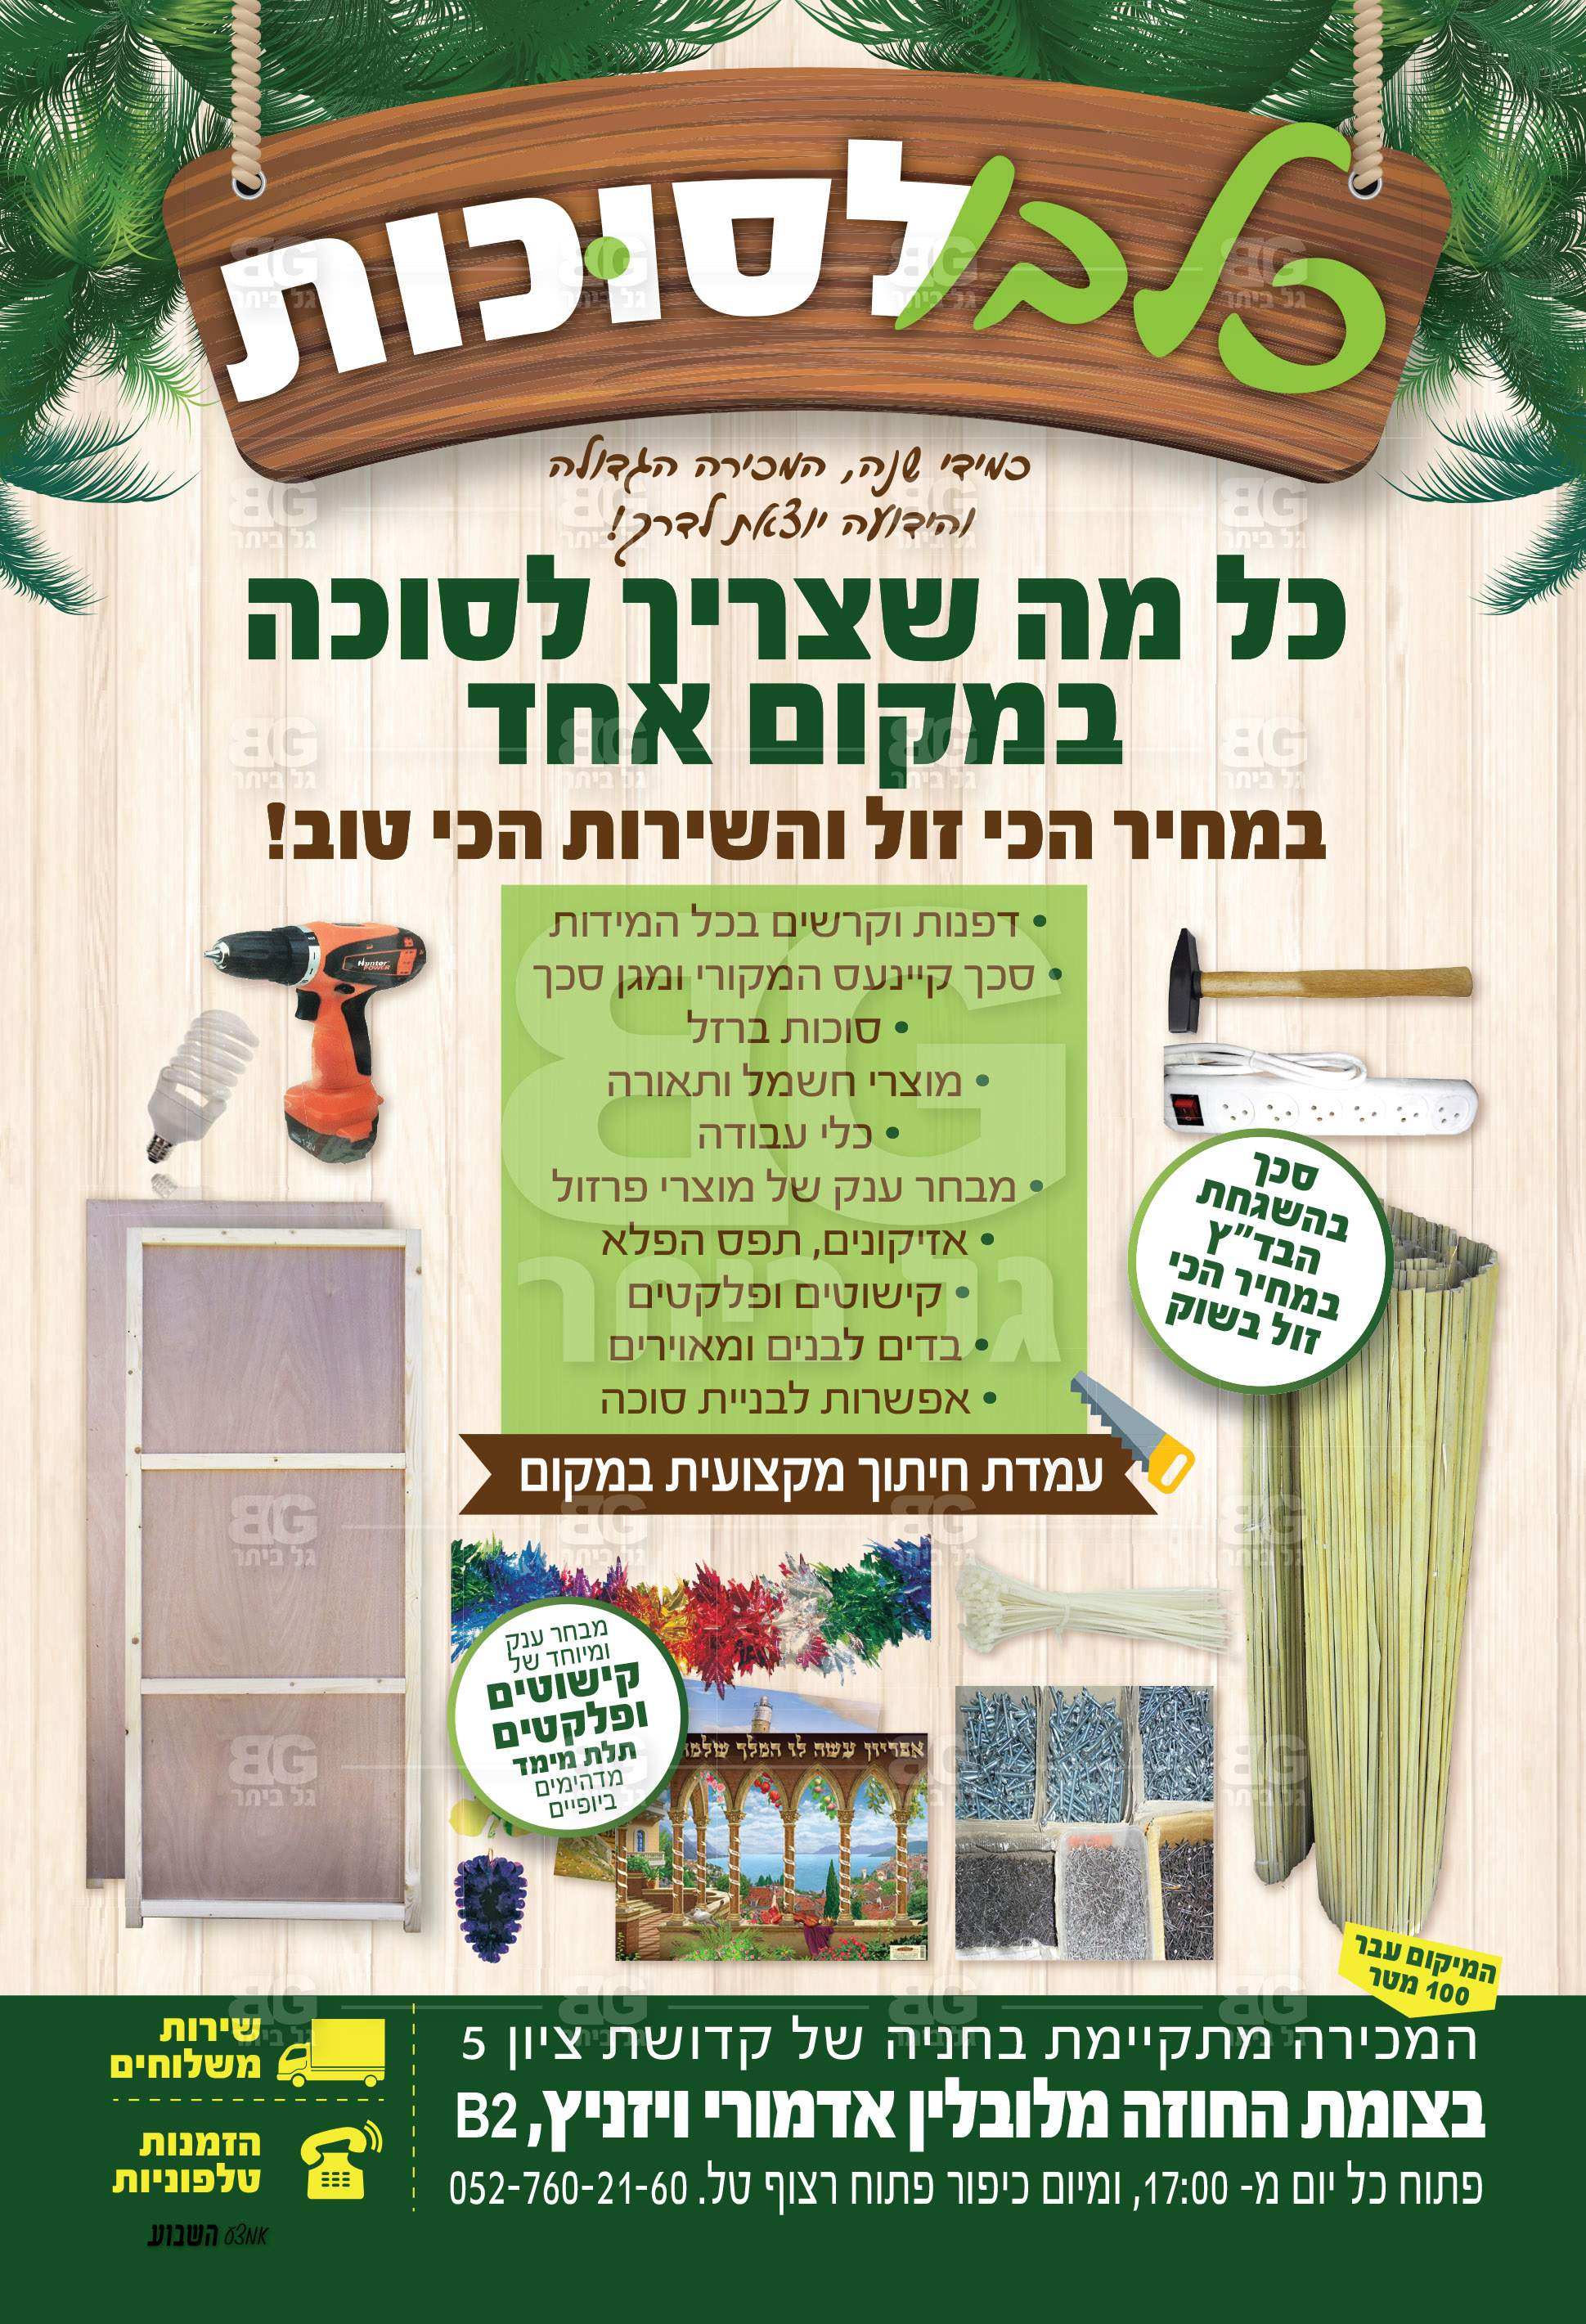 כלבו לסוכות
כמידי שנה, המכירה הגדולה
והידועה יוצאת לדרך!
כל מה שצריך לסוכה
במקום אחד
במחיר הכי זול והשירות הכי טוב!
• דפנות וקרשים בכל המידות
• סכך קיינעס המקורי ומגן סכך
• סוכות ברזל
• מוצרי חשמל ותאורה
• כלי עבודה
• מבחר ענק של מוצרי פרזול
• אזיקונים, תפס הפלא
• קישוטים ופלקטים
• בדים לבנים ומאוירים
• אפשרות לבניית סוכה
עמדת חיתוך מקצועית במקום
Hunter
POWER
12V
סכך
בהשגחת
הבד"ץ
במחיר הכי
זול בשוק
מבחר ענק
ומיוחד של
קישוטים
ופלקטים
תלת מימד
מדהימים
ביופיים
אפריון עשה לו המלך שלמה
המיקום עבר
100 מטר
המכירה מתקיימת בחניה של קדושת ציון 5
בצומת החוזה מלובלין אדמורי ויזניץ, B2
פתוח כל יום מ- 17:00, ומיום כיפור פתוח רצוף טל. 052-760-21-60
שירות
משלוחים
הזמנות
טלפוניות
אמצע השבוע
BG
גל ביתר